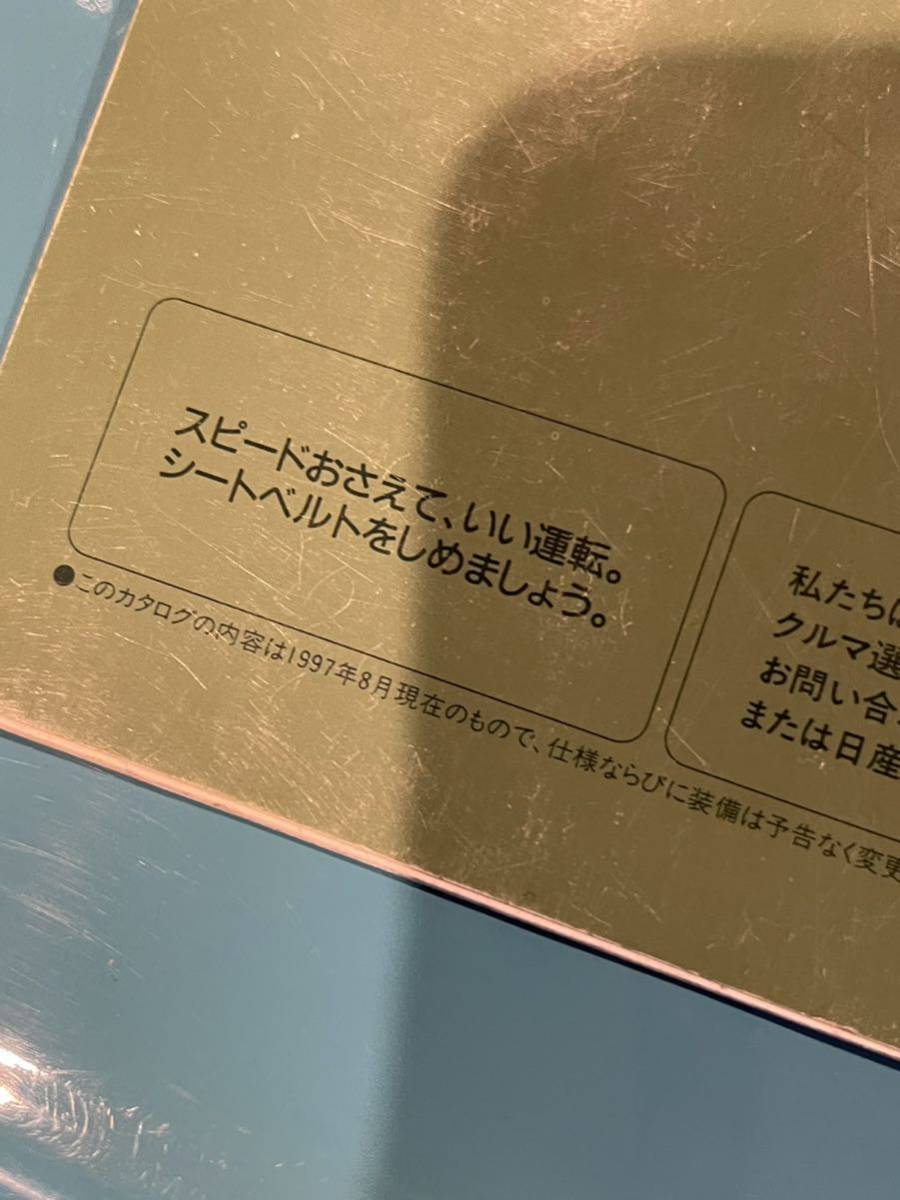 スピードおさえて、いい運転。
シートベルトをしめましょう。
●このカタログの内容は1997年8月現在のもので、仕様ならびに装備は予告なく変更
私たちは
クルマ選
お問い合
または日産